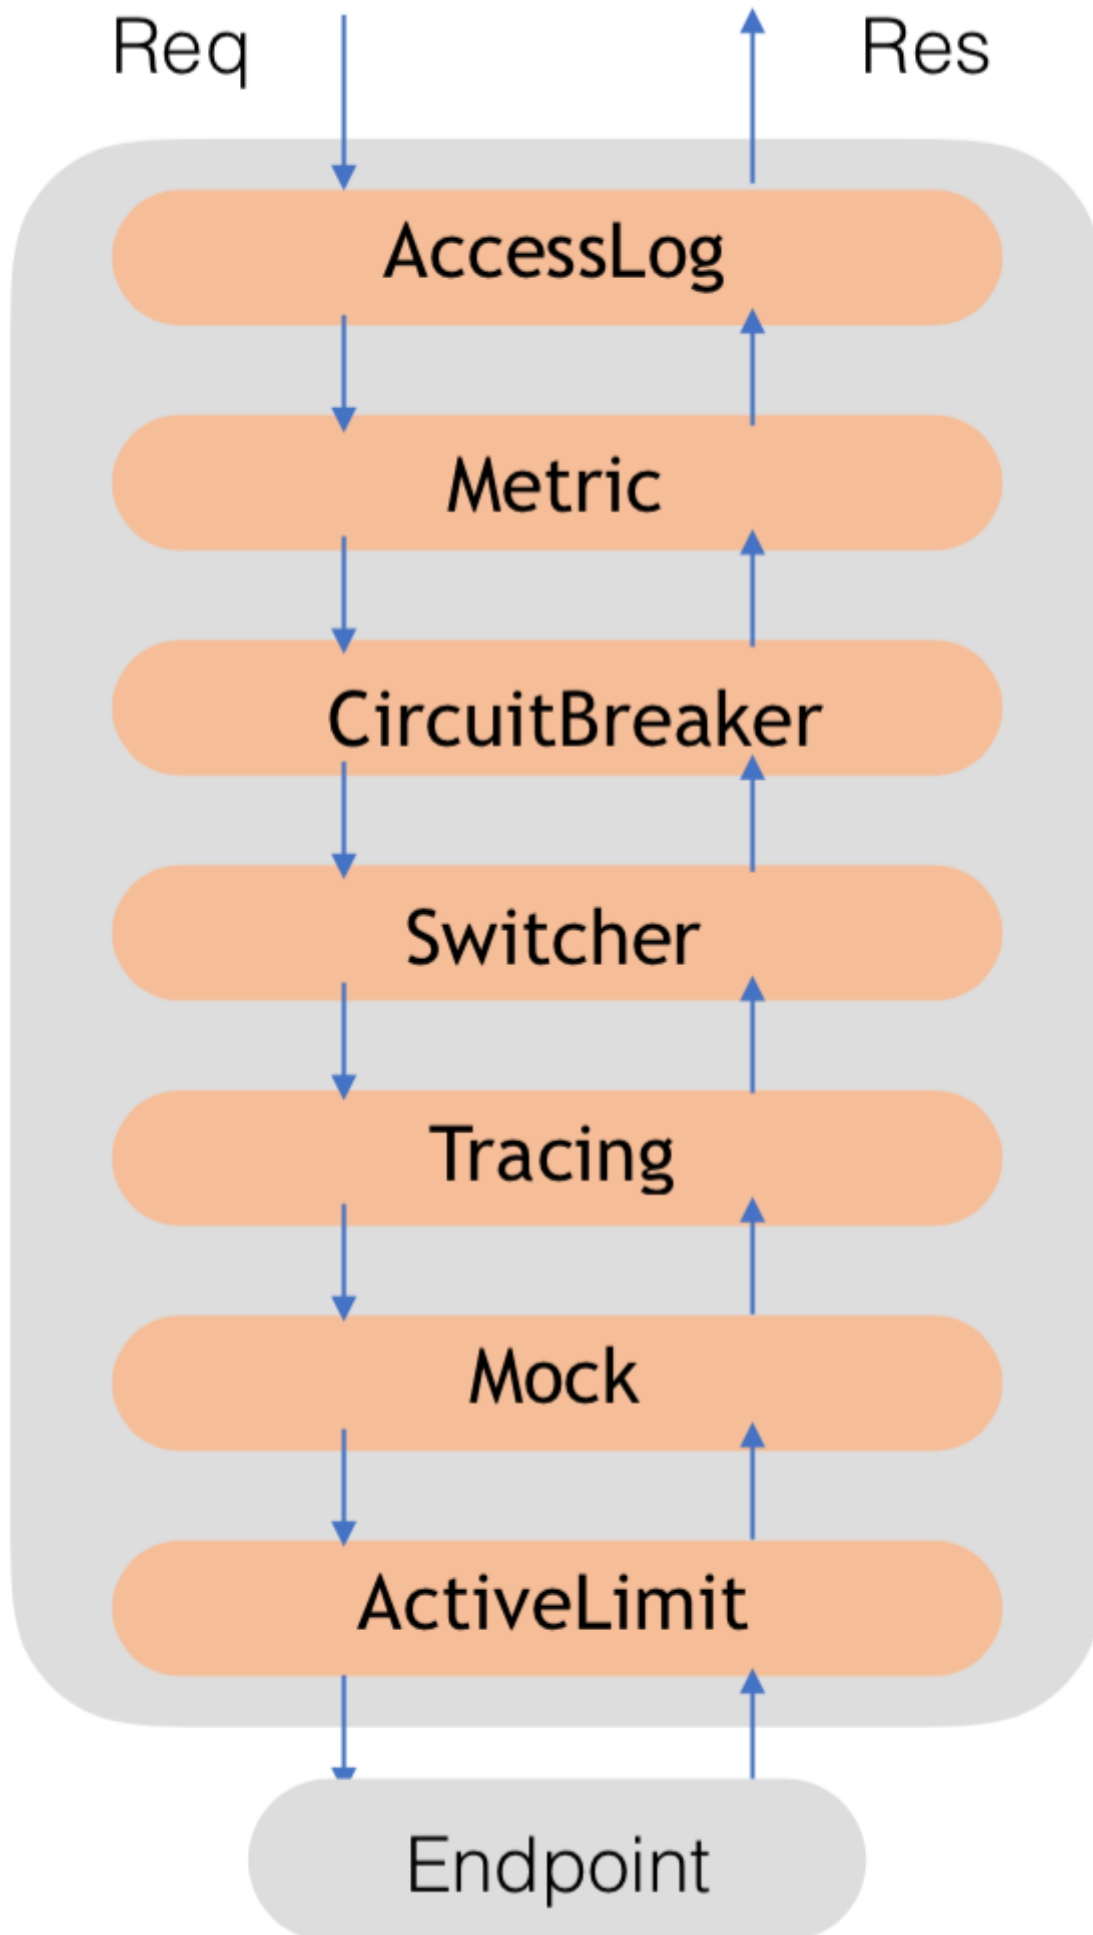 Req
Res
AccessLog
Metric
CircuitBreaker
Switcher
Tracing
Mock
ActiveLimit
Endpoint